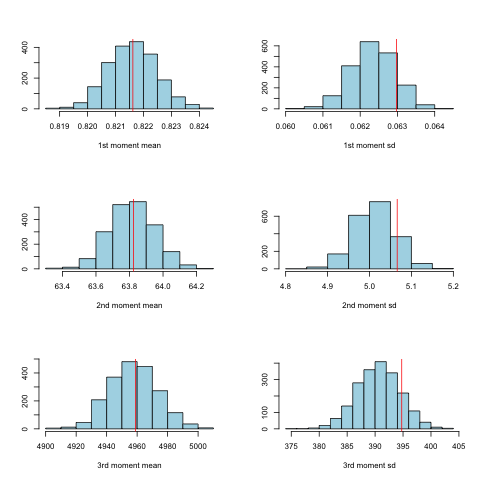 0 200 400
0.819 0.820 0.821 0.822 0.823 0.824
1st moment mean
0 200 400 600
0.060 0.061 0.062 0.063 0.064
1st moment sd
0 200 400
63.4 63.6 63.8 64.0 64.2
2nd moment mean
0 200 600
4.8 4.9 5.0 5.1 5.2
2nd moment sd
0 200 400
4900 4920 4940 4960 4980 5000
3rd moment mean
0 100 300
375 380 385 390 395 400 405
3rd moment sd